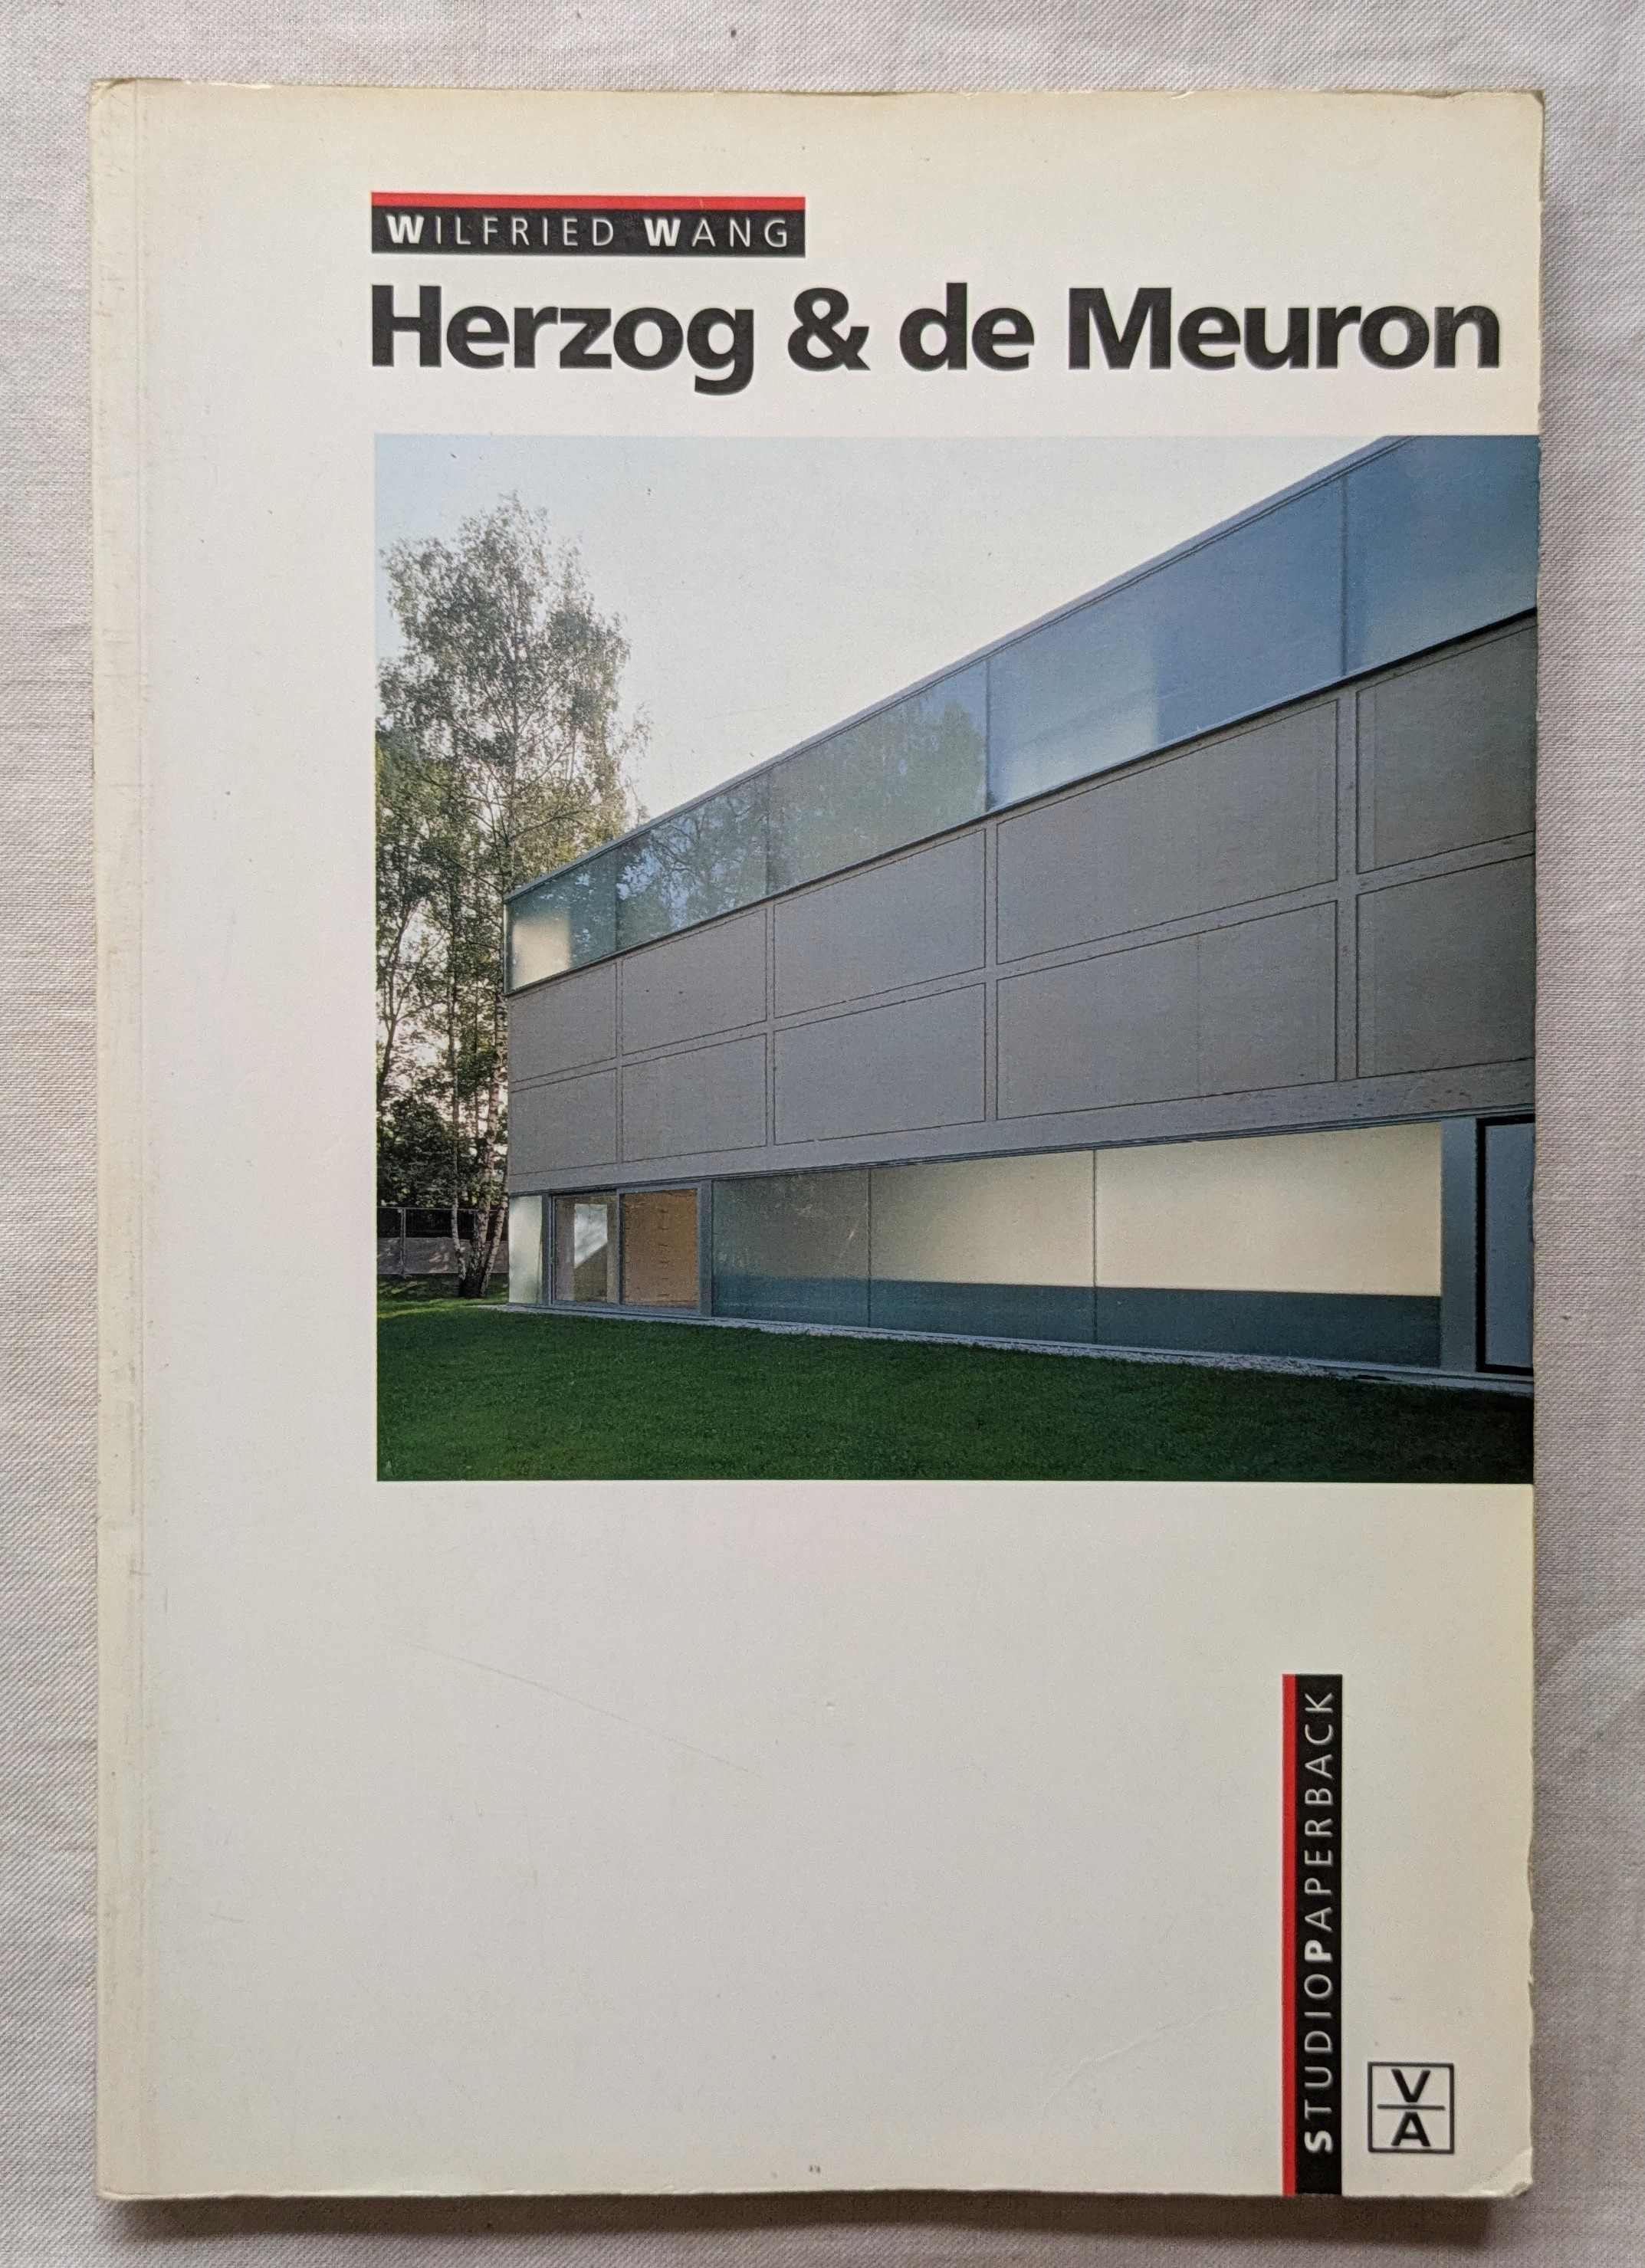 WILFRIED WANG
Herzog & de Meuron
STUDIOPAPERBACK
V
A